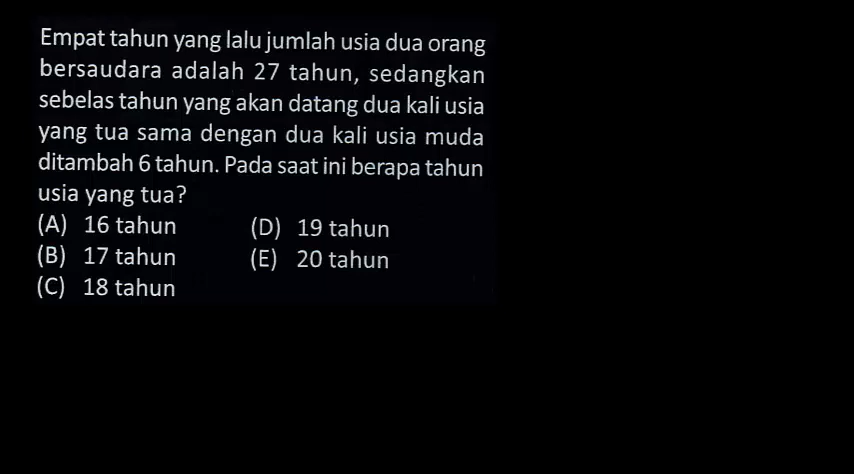 Empat tahun yang lalu jumlah usia dua orang
bersaudara adalah 27 tahun, sedangkan
sebelas tahun yang akan datang dua kali usia
yang tua sama dengan dua kali usia muda
ditambah 6 tahun. Pada saat ini berapa tahun
usia yang tua?
(A) 16 tahun (D) 19 tahun
(B) 17 tahun (E) 20 tahun
(C) 18 tahun